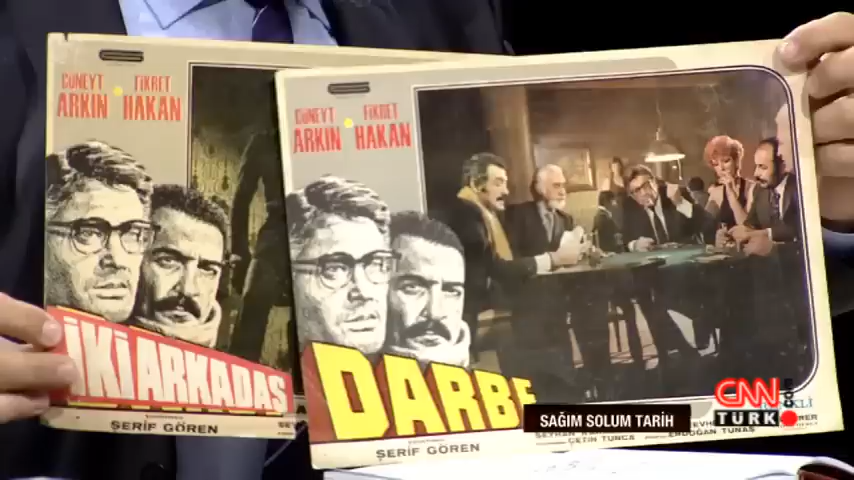 CÜNEYT ARKIN
FİKRET HAKAN
İKİ ARKADAŞ
ŞERİF GÖREN
CÜNEYT ARKIN
FİKRET HAKAN
DARBE
ŞERİF GÖREN
ÇETİN TUNCA
ERDOĞAN TÜNAŞ
SAĞIM SOLUM TARİH
CNN
TÜRK